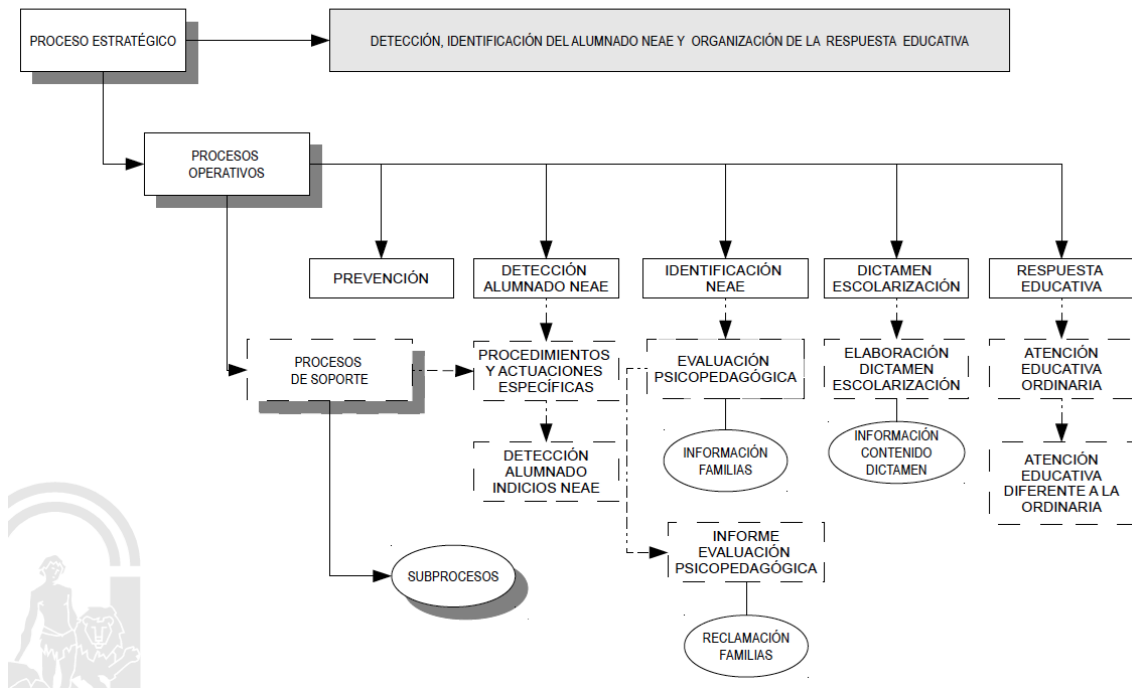 PROCESO ESTRATÉGICO
DETECCIÓN, IDENTIFICACIÓN DEL ALUMNADO NEAE Y ORGANIZACIÓN DE LA RESPUESTA EDUCATIVA
PROCESOS
OPERATIVOS
PREVENCIÓN
DETECCIÓN
ALUMNADO NEAE
IDENTIFICACIÓN
NEAE
DICTAMEN
ESCOLARIZACIÓN
RESPUESTA
EDUCATIVA
PROCESOS
DE SOPORTE
PROCEDIMIENTOS
Y ACTUACIONES
ESPECÍFICAS
EVALUACIÓN
PSICOPEDAGÓGICA
ELABORACIÓN
DICTAMEN
ESCOLARIZACIÓN
ATENCIÓN
EDUCATIVA
ORDINARIA
DETECCIÓN
ALUMNADO
INDICIOS NEAE
INFORMACIÓN
FAMILIAS
INFORMACIÓN
CONTENIDO
DICTAMEN
ATENCIÓN
EDUCATIVA
DIFERENTE A LA
ORDINARIA
INFORME
EVALUACIÓN
PSICOPEDAGÓGICA
SUBPROCESOS
RECLAMACIÓN
FAMILIAS